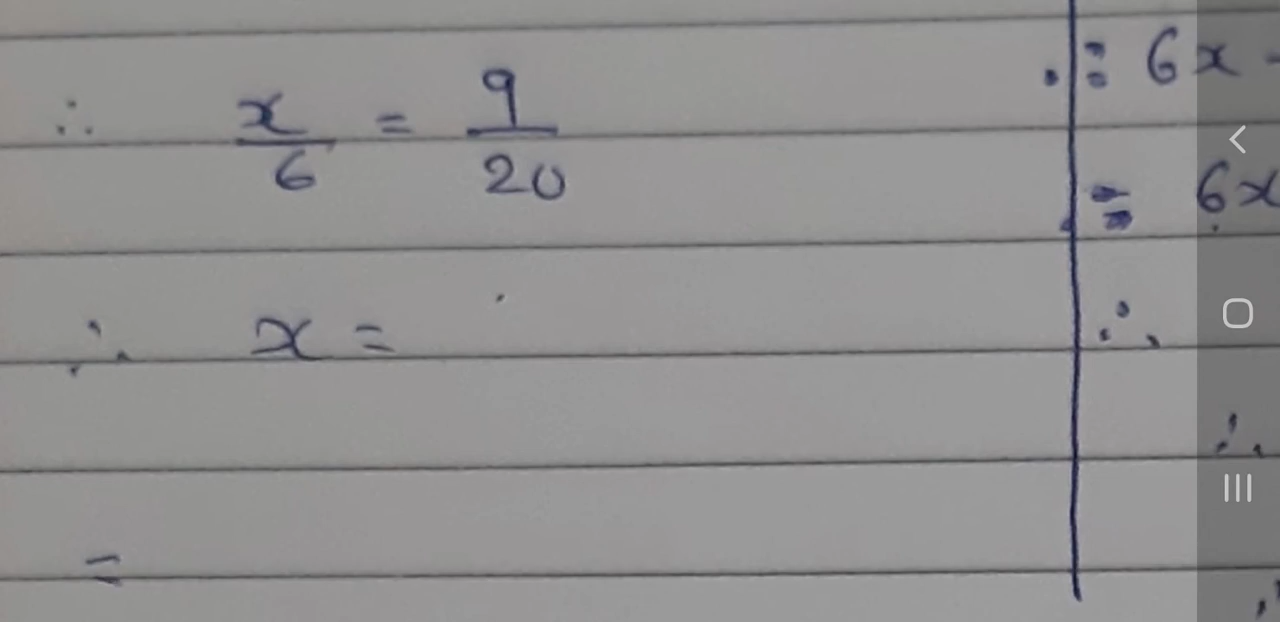 ∴ x/6 = 9/20
∴ x =
=
∴ = 6x -
= 6x
∴
∴